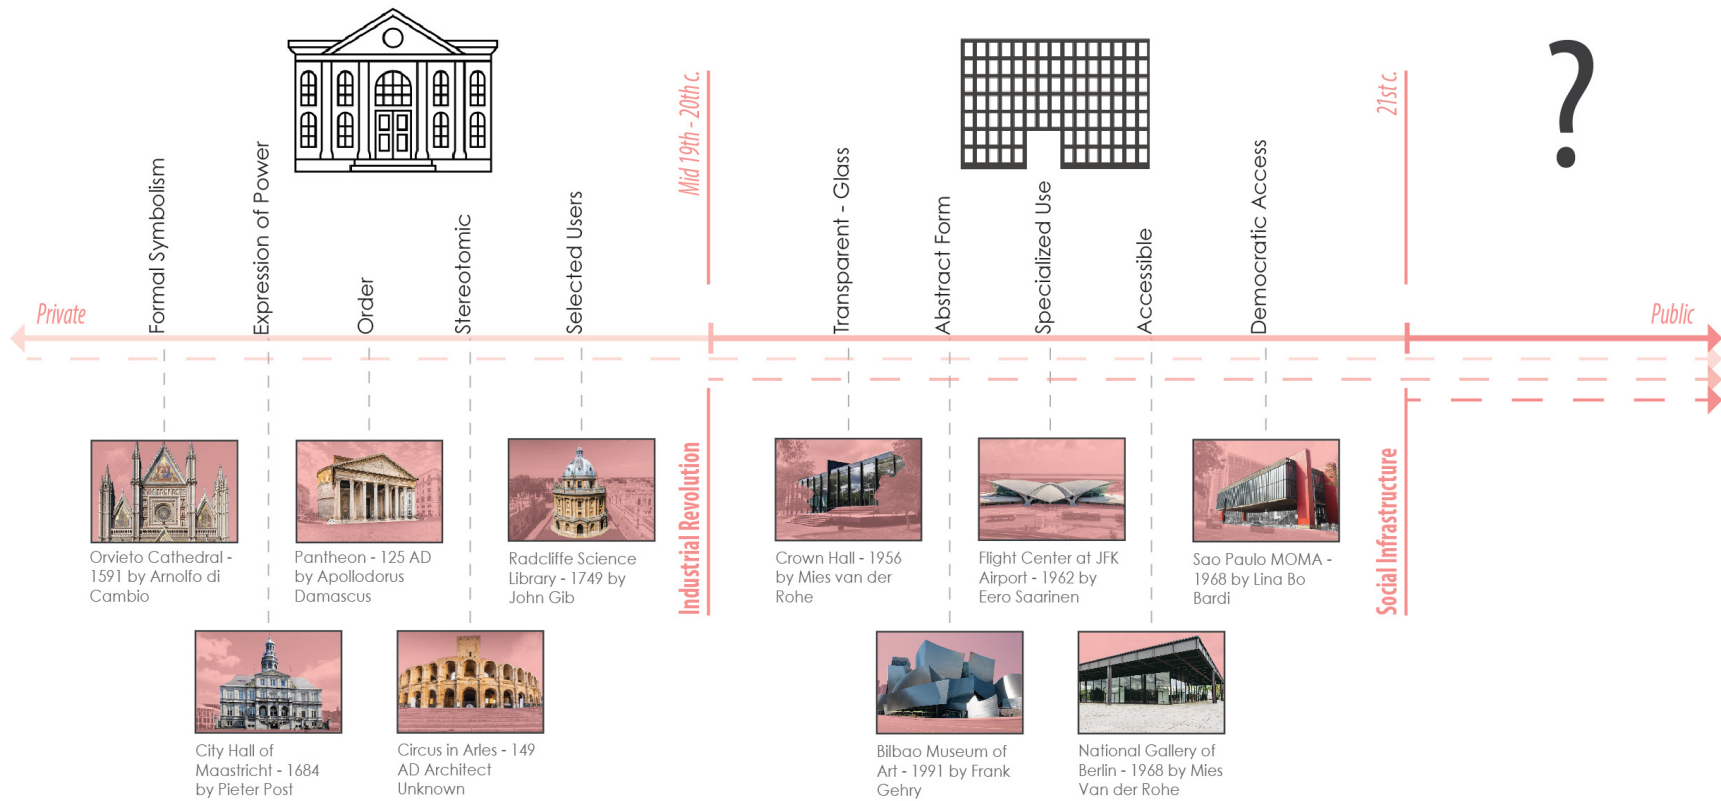 Formal Symbolism
Expression of Power
Order
Stereotomic
Selected Users
Mid 19th - 20th c.
Transparent - Glass
Abstract Form
Specialized Use
Accessible
Democratic Access
21st c.
?
Private
Public
Industrial Revolution
Social Infrastructure
Orvieto Cathedral -
1591 by Arnolfo di
Cambio
Pantheon - 125 AD
by Apollodorus
Damascus
Radcliffe Science
Library - 1749 by
John Gib
Crown Hall - 1956
by Mies van der
Rohe
Flight Center at JFK
Airport - 1962 by
Eero Saarinen
Sao Paulo MOMA -
1968 by Lina Bo
Bardi
City Hall of
Maastricht - 1684
by Pieter Post
Circus in Arles - 149
AD Architect
Unknown
Bilbao Museum of
Art - 1991 by Frank
Gehry
National Gallery of
Berlin - 1968 by Mies
Van der Rohe